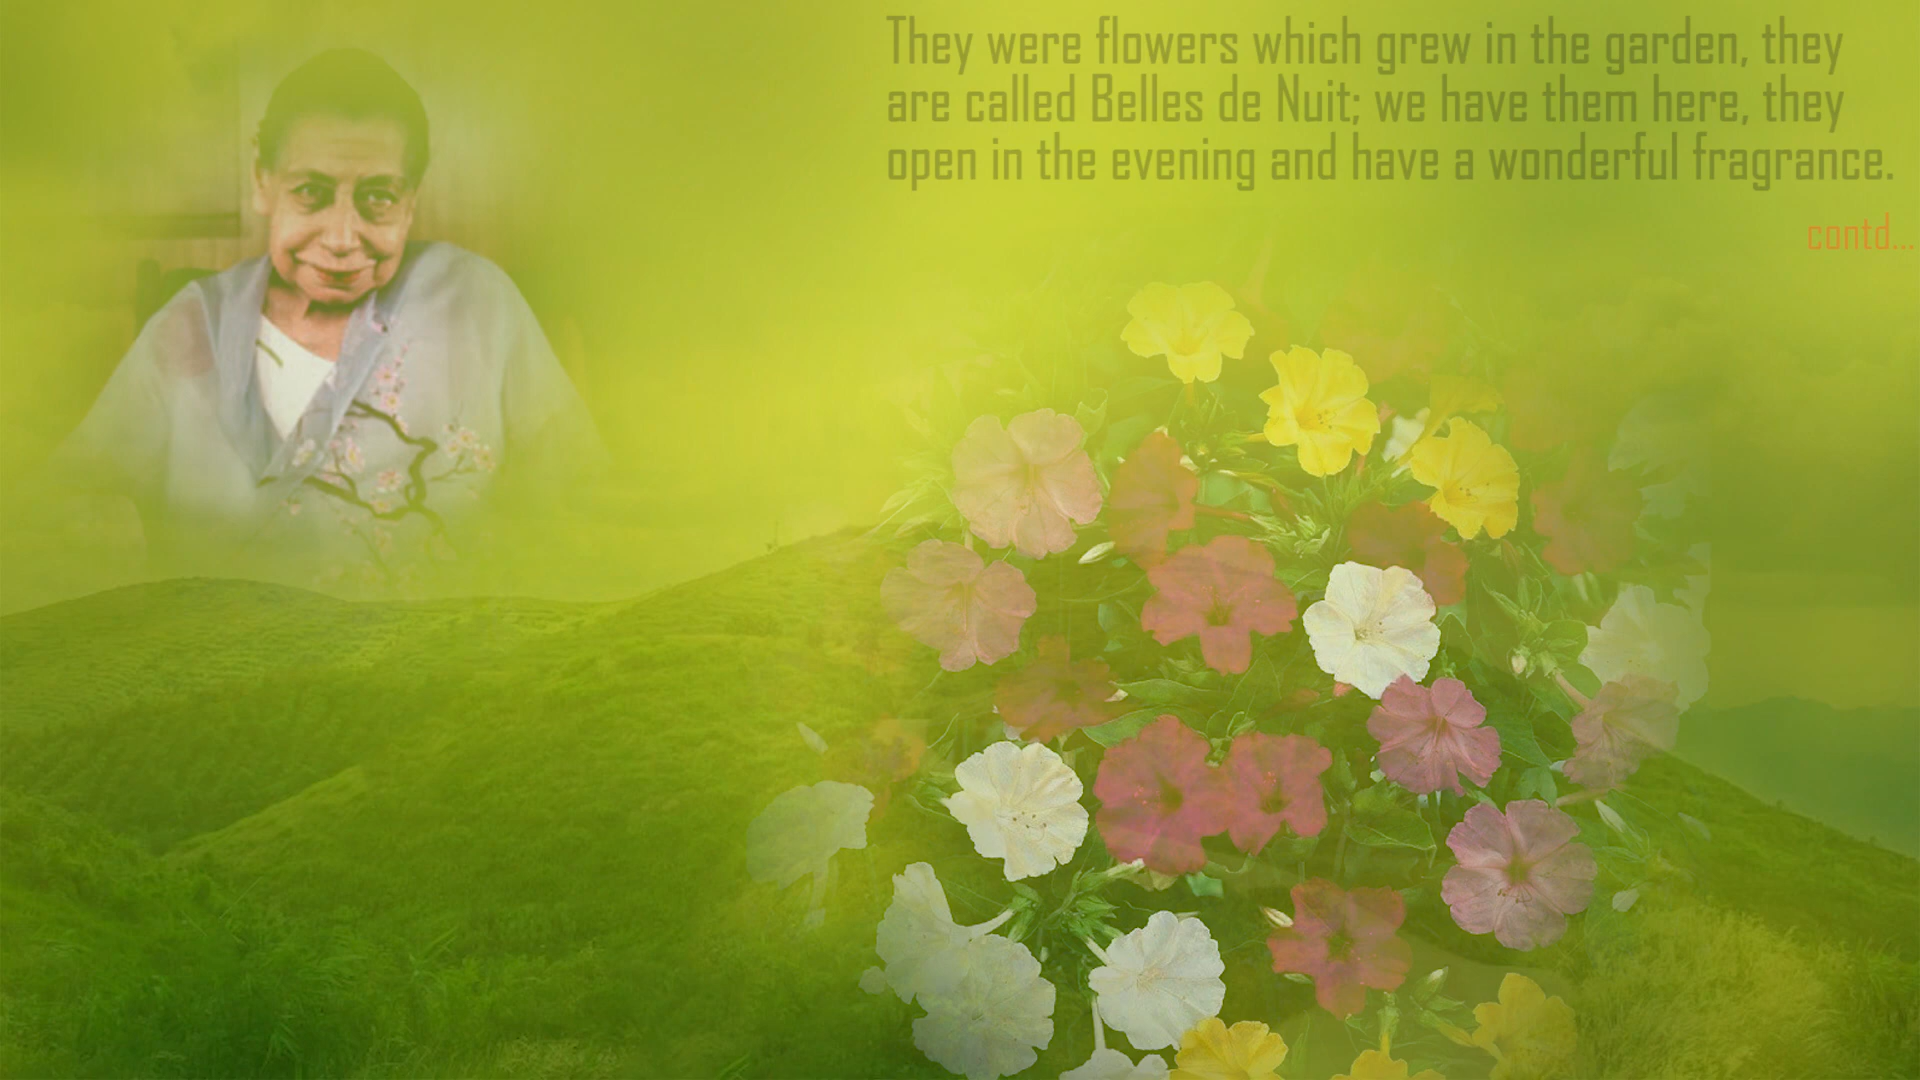 They were flowers which grew in the garden, they
are called Belles de Nuit; we have them here, they
open in the evening and have a wonderful fragrance.
contd...